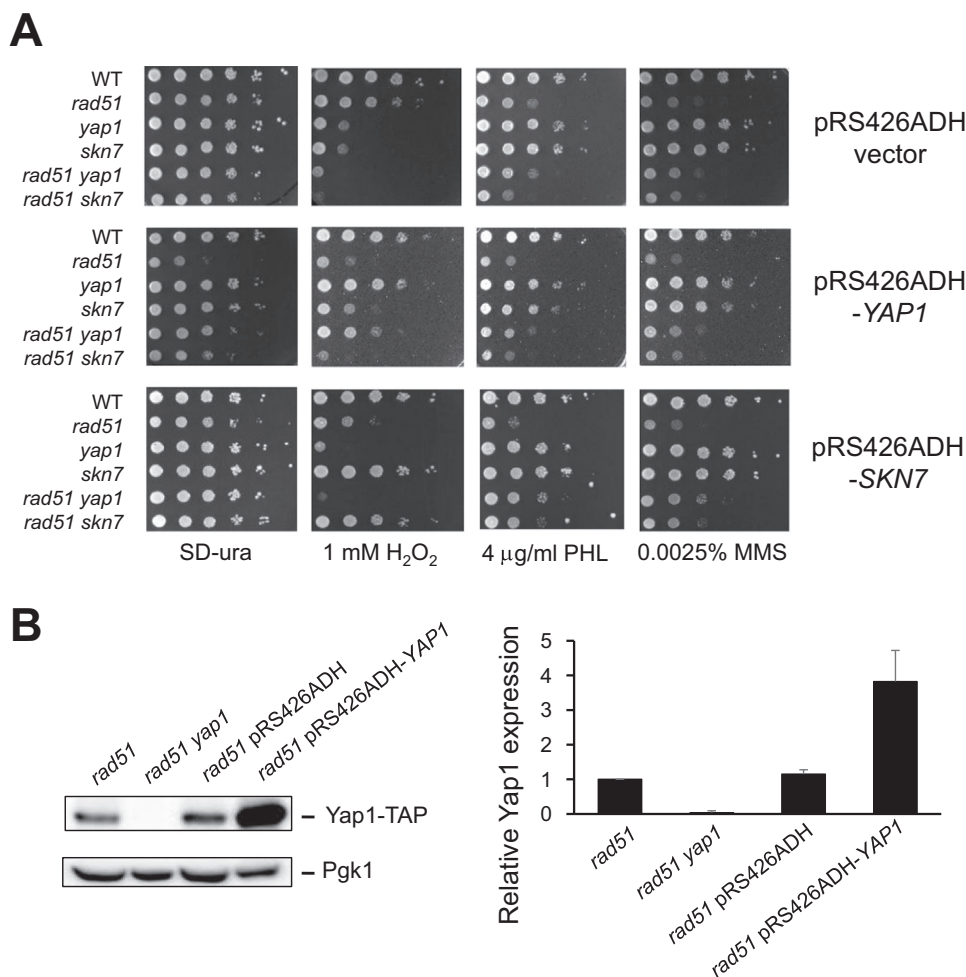 A
WT
rad51
yap1
skn7
rad51 yap1
rad51 skn7
pRS426ADH
vector
WT
rad51
yap1
skn7
rad51 yap1
rad51 skn7
pRS426ADH
-YAP1
WT
rad51
yap1
skn7
rad51 yap1
rad51 skn7
pRS426ADH
-SKN7
SD-ura
1 mM H₂O₂
4 μg/ml PHL
0.0025% MMS
B
rad51
rad51 yap1
rad51 pRS426ADH
rad51 pRS426ADH-YAP1
– Yap1-TAP
– Pgk1
Relative Yap1 expression
5
4
3
2
1
0
rad51
rad51 yap1
rad51 pRS426ADH
rad51 pRS426ADH-YAP1